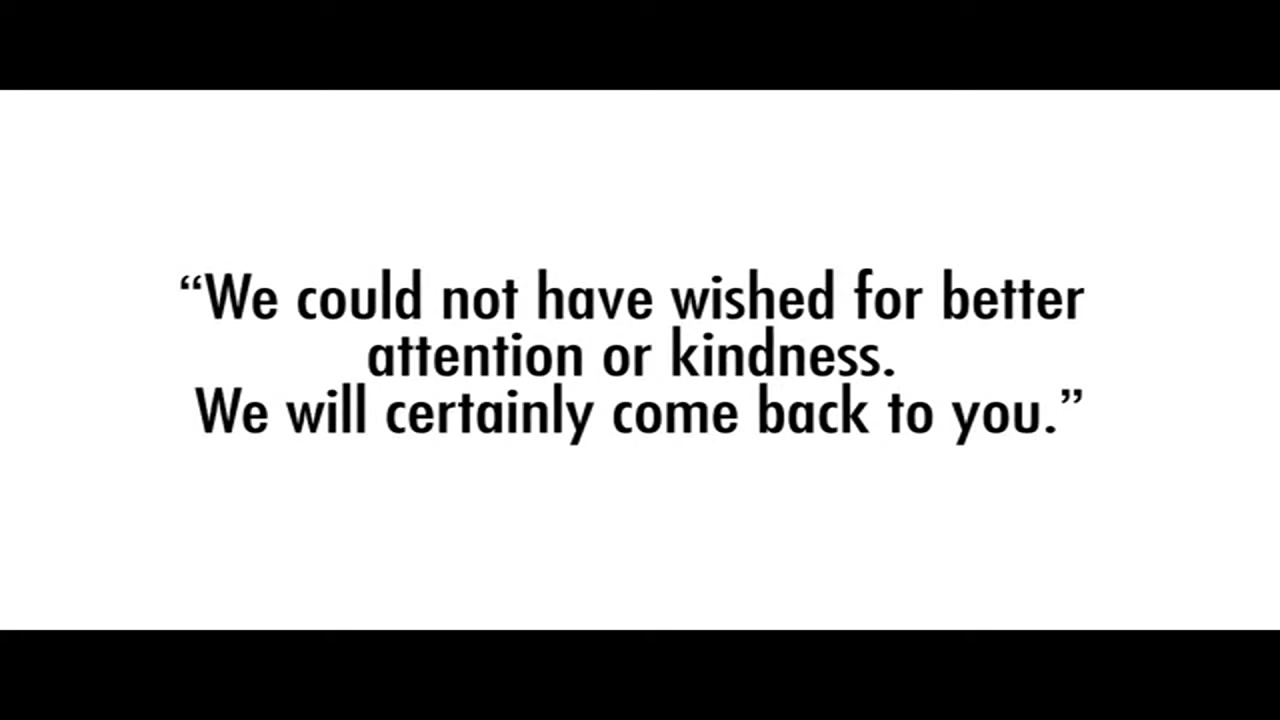 “We could not have wished for better
attention or kindness.
We will certainly come back to you.”